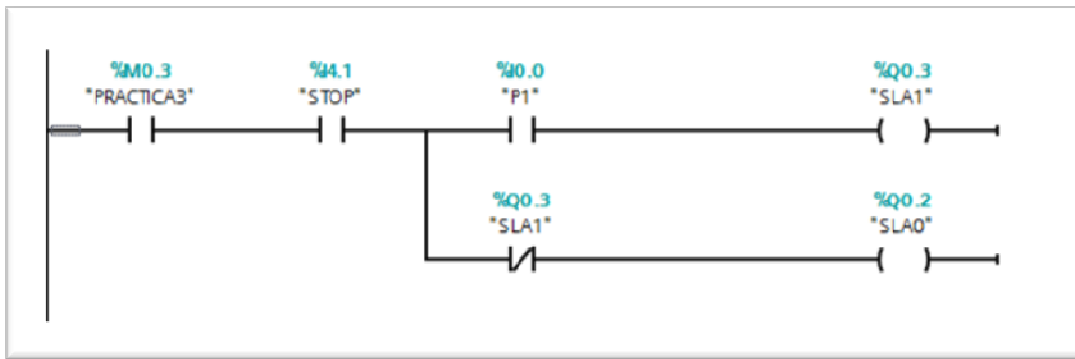 %M0.3 %I4.1 %I0.0 %Q0.3
"PRACTICA3" "STOP" "P1" "SLA1"
%Q0.3 %Q0.2
"SLA1" "SLA0"